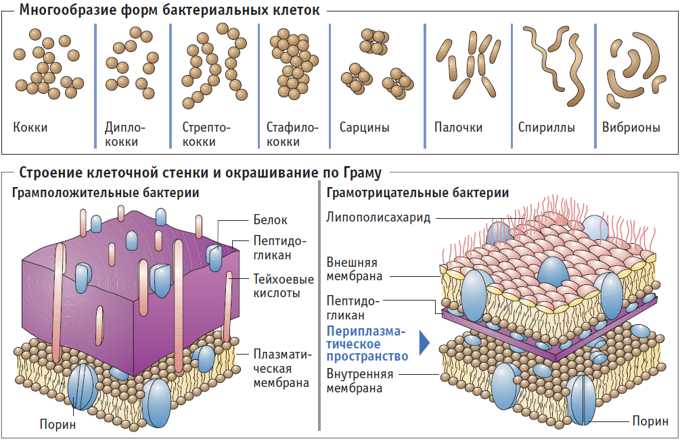 Многообразие форм бактериальных клеток
Кокки
Дипло-
кокки
Стрепто-
кокки
Стафило-
кокки
Сарцины
Палочки
Спириллы
Вибрионы
Строение клеточной стенки и окрашивание по Граму
Грамположительные бактерии
Белок
Пептидо-
гликан
Тейхоевые
кислоты
Плазмати-
ческая
мембрана
Порин
Грамотрицательные бактерии
Липополисахарид
Внешняя
мембрана
Пептидо-
гликан
Периплазма-
тическое
пространство
Внутренняя
мембрана
Порин